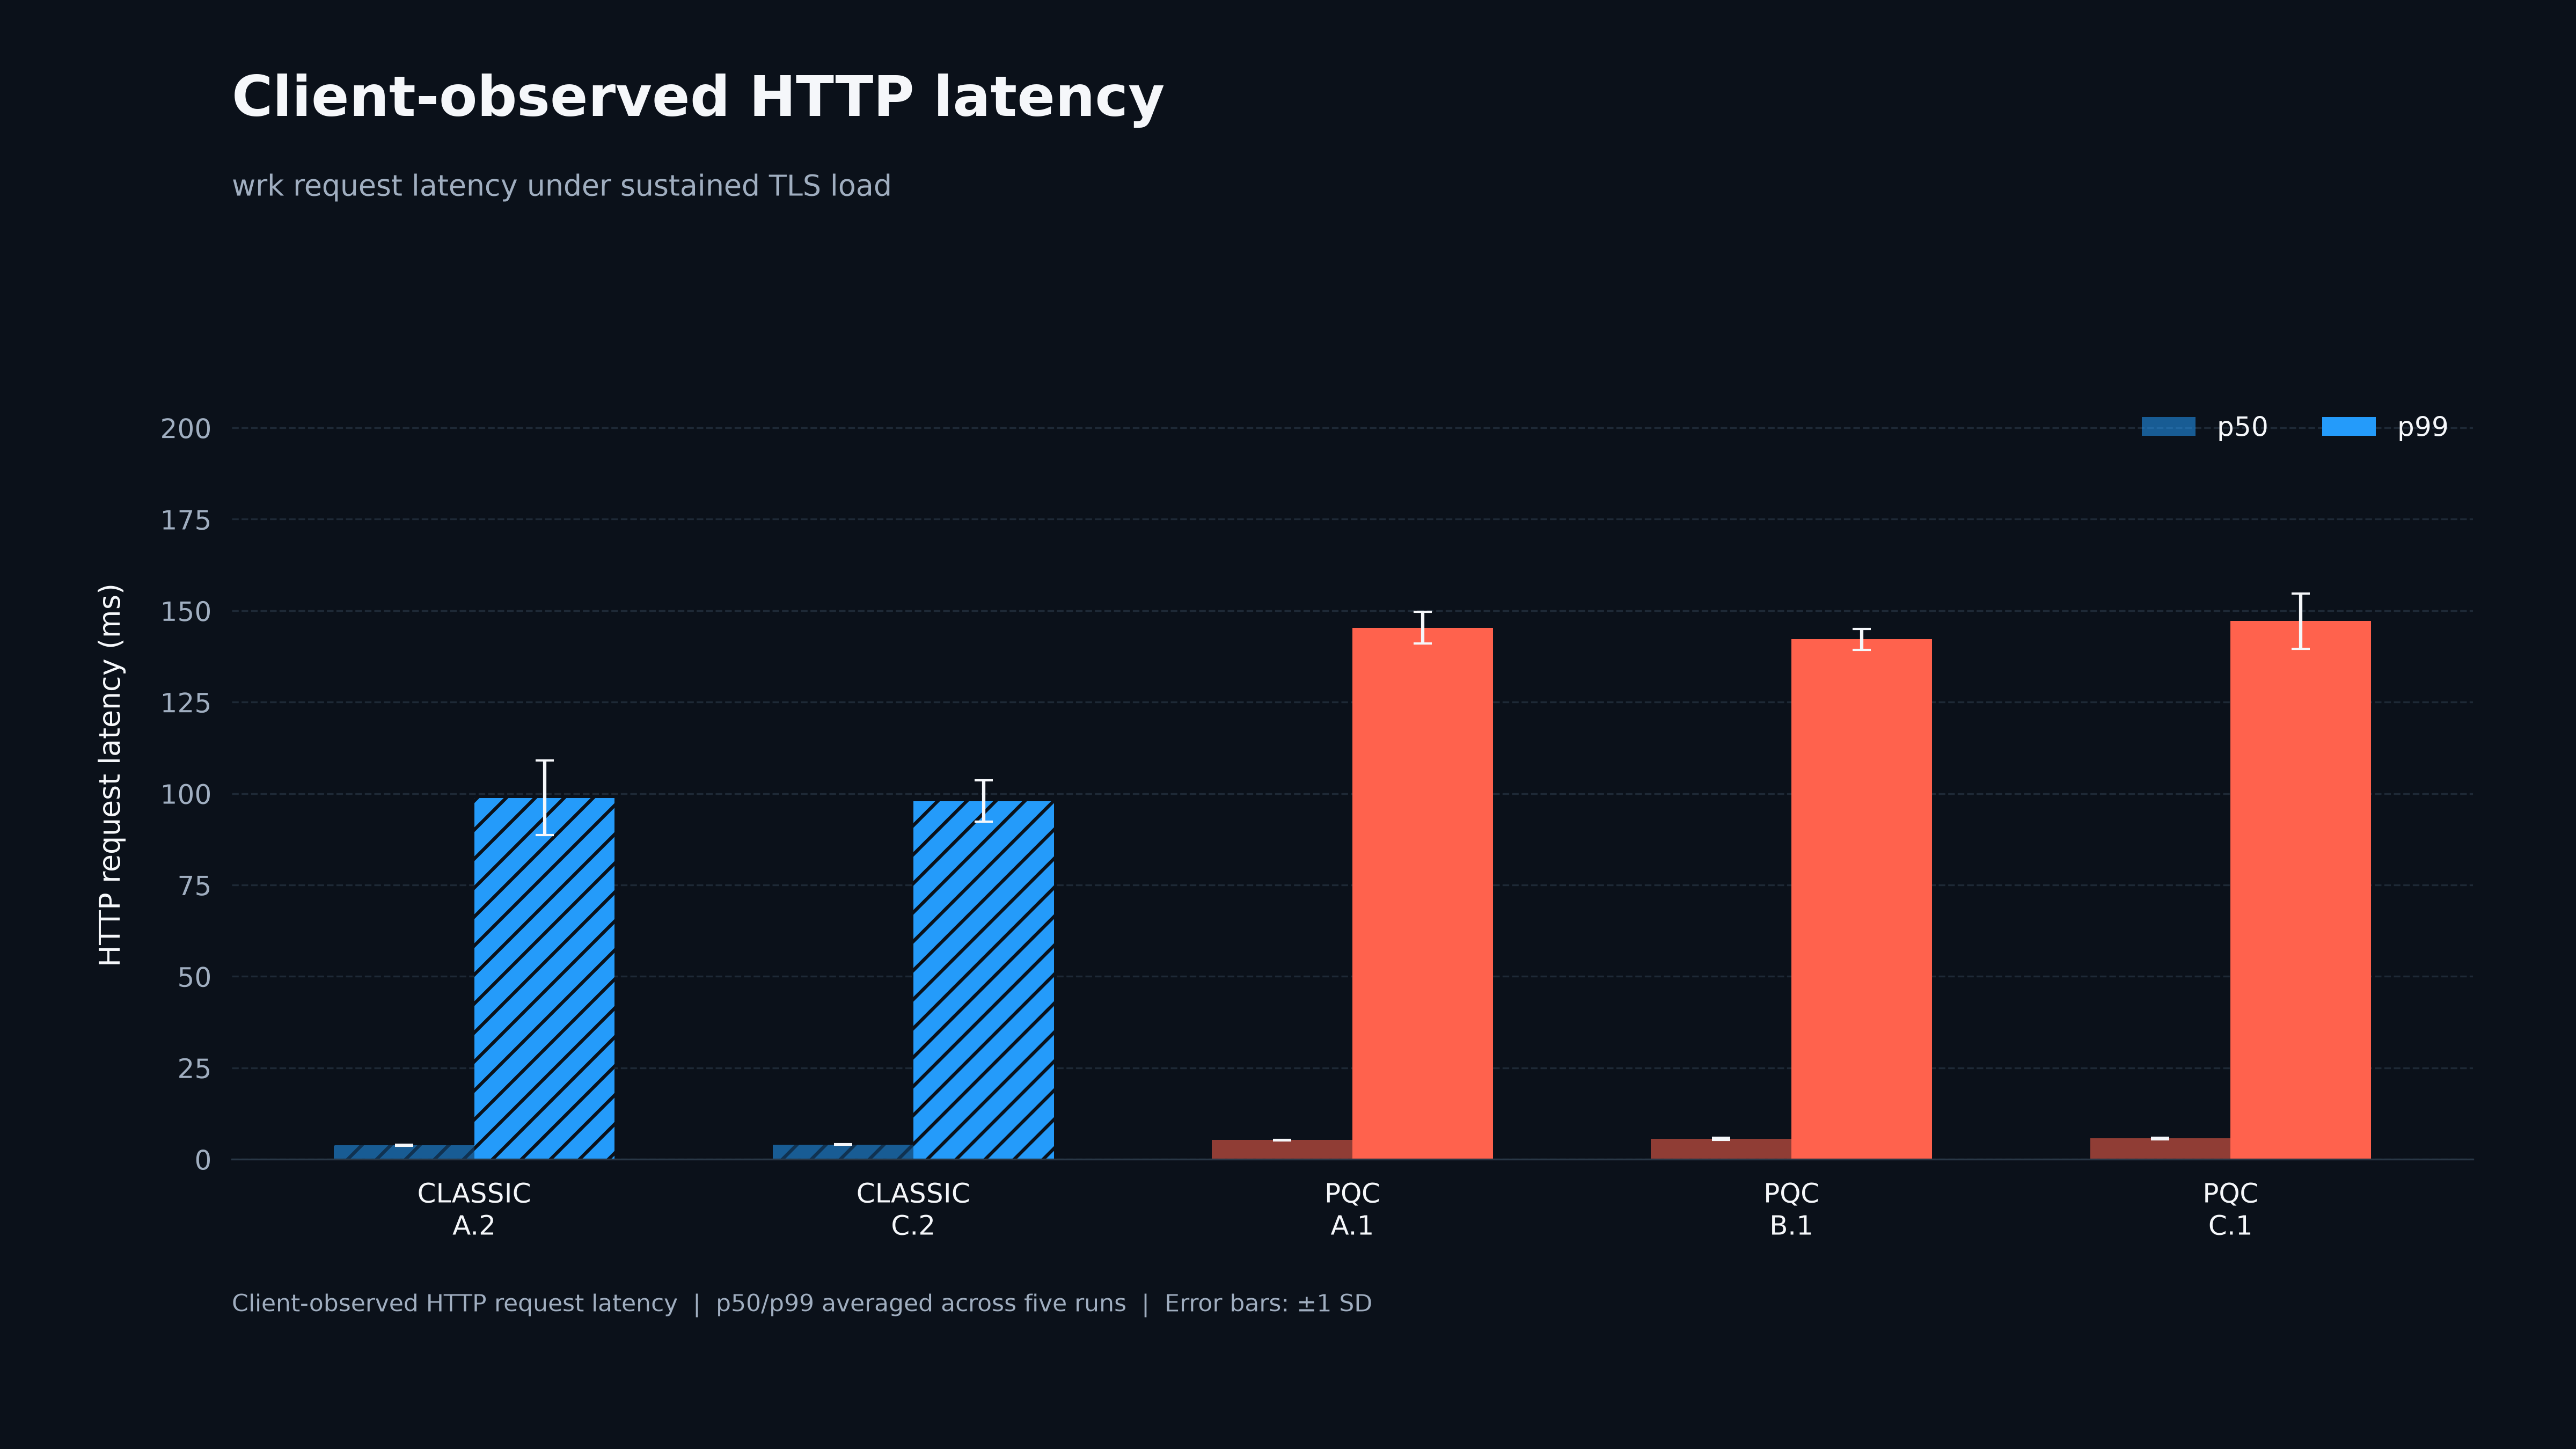 Client-observed HTTP latency
wrk request latency under sustained TLS load
p50
p99
200
175
150
125
100
75
50
25
0
HTTP request latency (ms)
CLASSIC
A.2
CLASSIC
C.2
PQC
A.1
PQC
B.1
PQC
C.1
Client-observed HTTP request latency | p50/p99 averaged across five runs | Error bars: ±1 SD